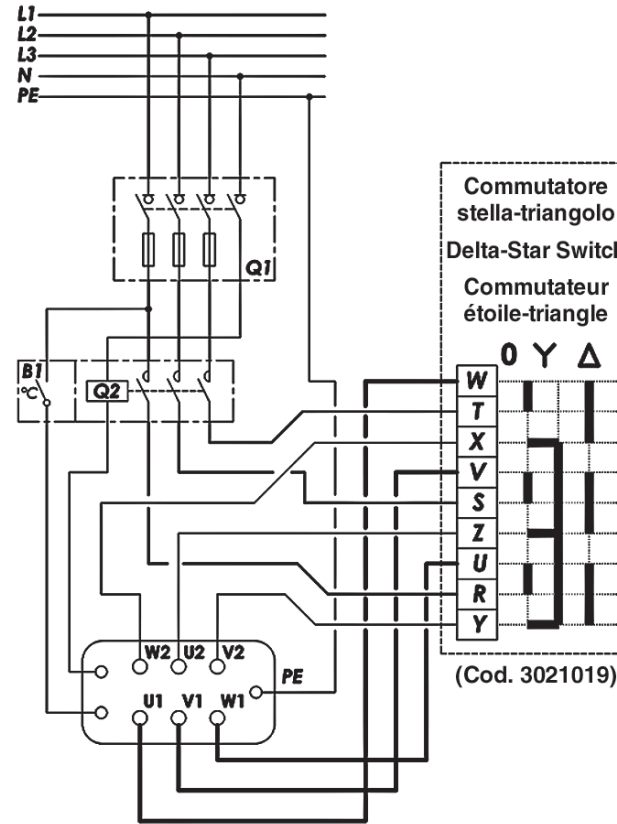 L1
L2
L3
N
PE
Q1
Commutatore
stella-triangolo
Delta-Star Switch
Commutateur
étoile-triangle
0 Y Δ
B1
°C
Q2
W
T
X
V
S
Z
U
R
Y
W2 U2 V2
PE
U1 V1 W1
(Cod. 3021019)